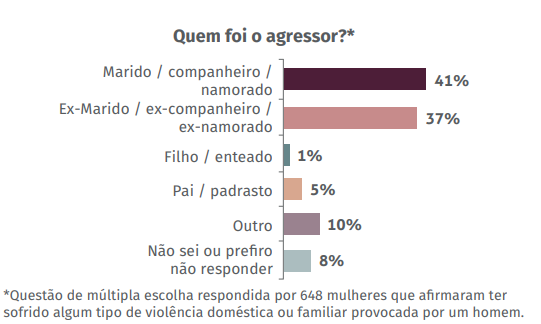 Quem foi o agressor?*
Marido / companheiro /
namorado
41%
Ex-Marido / ex-companheiro /
ex-namorado
37%
Filho / enteado
1%
Pai / padrasto
5%
Outro
10%
Não sei ou prefiro
não responder
8%
*Questão de múltipla escolha respondida por 648 mulheres que afirmaram ter
sofrido algum tipo de violência doméstica ou familiar provocada por um homem.